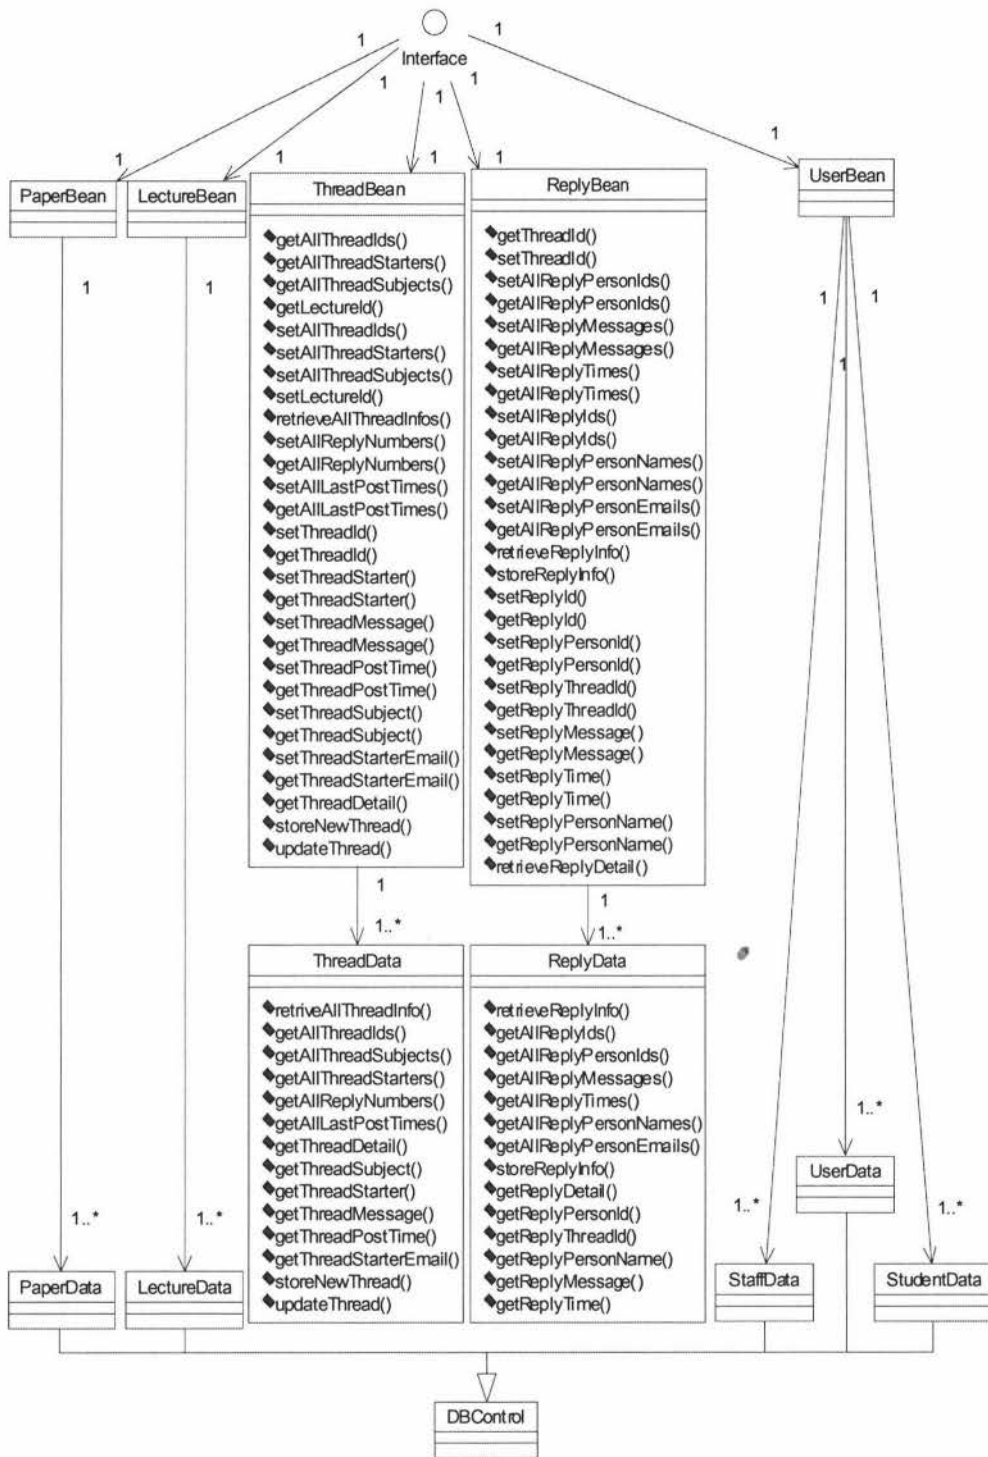 1
Interface
1
1
1
1
1
1
1
1
1
PaperBean
LectureBean
ThreadBean
ReplyBean
UserBean
getAllThreadIds()
getAllThreadStarters()
getAllThreadSubjects()
getLectureId()
setAllThreadIds()
setAllThreadStarters()
setAllThreadSubjects()
setLectureId()
retrieveAllThreadInfos()
setAllReplyNumbers()
getAllReplyNumbers()
setAllLastPostTimes()
getAllLastPostTimes()
setThreadId()
getThreadId()
setThreadStarter()
getThreadStarter()
setThreadMessage()
getThreadMessage()
setThreadPostTime()
getThreadPostTime()
setThreadSubject()
getThreadSubject()
setThreadStarterEmail()
getThreadStarterEmail()
getThreadDetail()
storeNewThread()
updateThread()
getThreadId()
setThreadId()
setAllReplyPersonIds()
getAllReplyPersonIds()
setAllReplyMessages()
getAllReplyMessages()
setAllReplyTimes()
getAllReplyTimes()
setAllReplyIds()
getAllReplyIds()
setAllReplyPersonNames()
getAllReplyPersonNames()
setAllReplyPersonEmails()
getAllReplyPersonEmails()
retrieveReplyInfo()
storeReplyInfo()
setReplyId()
getReplyId()
setReplyPersonId()
getReplyPersonId()
setReplyThreadId()
getReplyThreadId()
setReplyMessage()
getReplyMessage()
setReplyTime()
getReplyTime()
setReplyPersonName()
getReplyPersonName()
retrieveReplyDetail()
1
1
1
1
1
1
1
1..*
1..*
ThreadData
retriveAllThreadInfo()
getAllThreadIds()
getAllThreadSubjects()
getAllThreadStarters()
getAllReplyNumbers()
getAllLastPostTimes()
getThreadDetail()
getThreadSubject()
getThreadStarter()
getThreadMessage()
getThreadPostTime()
getThreadStarterEmail()
storeNewThread()
updateThread()
ReplyData
retrieveReplyInfo()
getAllReplyIds()
getAllReplyPersonIds()
getAllReplyMessages()
getAllReplyTimes()
getAllReplyPersonNames()
getAllReplyPersonEmails()
storeReplyInfo()
getReplyDetail()
getReplyPersonId()
getReplyThreadId()
getReplyPersonName()
getReplyMessage()
getReplyTime()
1..*
UserData
1..*
1..*
1..*
1..*
PaperData
LectureData
StaffData
StudentData
DBControl